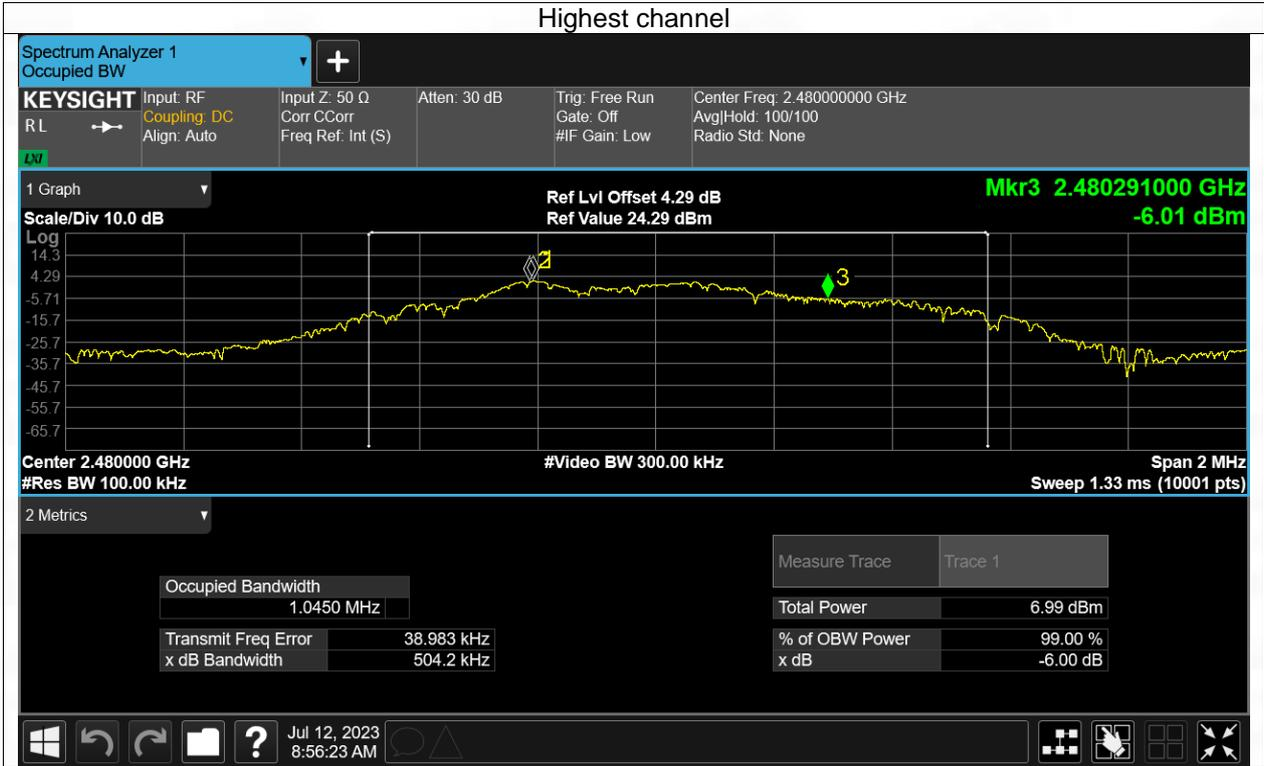 Highest channel
Spectrum Analyzer 1
Occupied BW
+
KEYSIGHT
R L
LXI
Input: RF
Coupling: DC
Align: Auto
Input Z: 50 Ω
Corr CCorr
Freq Ref: Int (S)
Atten: 30 dB
Trig: Free Run
Gate: Off
#IF Gain: Low
Center Freq: 2.480000000 GHz
Avg|Hold: 100/100
Radio Std: None
1 Graph
Scale/Div 10.0 dB
Ref Lvl Offset 4.29 dB
Ref Value 24.29 dBm
Mkr3 2.480291000 GHz
-6.01 dBm
Log
14.3
4.29
-5.71
-15.7
-25.7
-35.7
-45.7
-55.7
-65.7
3
Center 2.480000 GHz
#Video BW 300.00 kHz
Span 2 MHz
#Res BW 100.00 kHz
Sweep 1.33 ms (10001 pts)
2 Metrics
Occupied Bandwidth
1.0450 MHz
Transmit Freq Error 38.983 kHz
x dB Bandwidth 504.2 kHz
Measure Trace Trace 1
Total Power 6.99 dBm
% of OBW Power 99.00 %
x dB -6.00 dB
?
Jul 12, 2023
8:56:23 AM